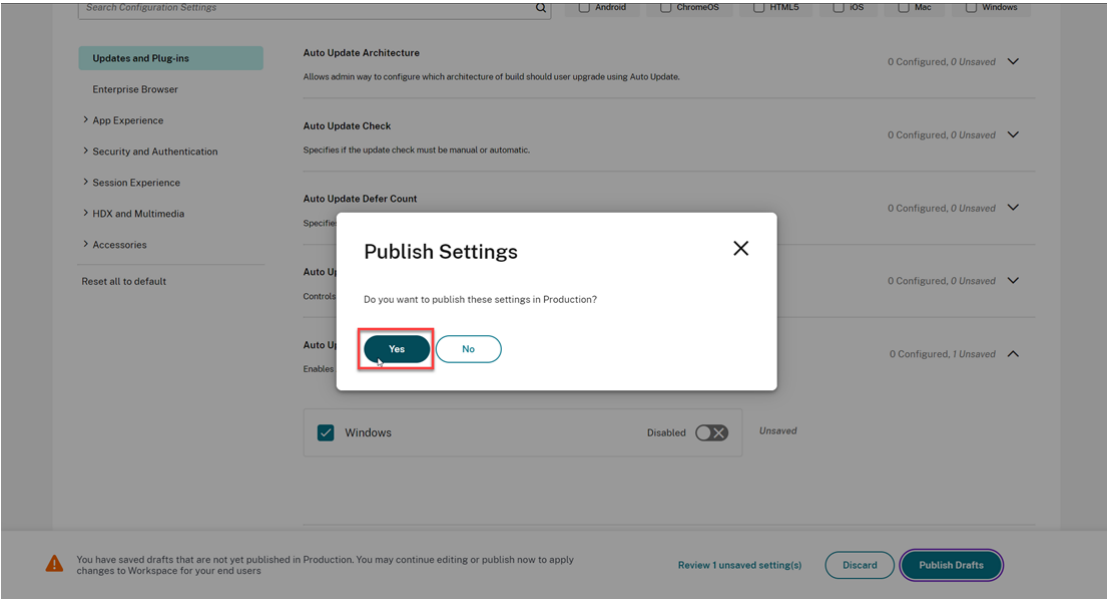 Search Configuration Settings
Android
ChromeOS
HTML5
iOS
Mac
Windows
Updates and Plug-ins
Enterprise Browser
App Experience
Security and Authentication
Session Experience
HDX and Multimedia
Accessories
Reset all to default
Auto Update Architecture
Allows admin way to configure which architecture of build should user upgrade using Auto Update.
0 Configured, 0 Unsaved
Auto Update Check
Specifies if the update check must be manual or automatic.
0 Configured, 0 Unsaved
Auto Update Defer Count
Specifie
0 Configured, 0 Unsaved
Auto Up
Controls
0 Configured, 0 Unsaved
Auto Up
Enables
0 Configured, 1 Unsaved
Publish Settings
Do you want to publish these settings in Production?
Yes
No
Windows
Disabled
Unsaved
You have saved drafts that are not yet published in Production. You may continue editing or publish now to apply
changes to Workspace for your end users
Review 1 unsaved setting(s)
Discard
Publish Drafts